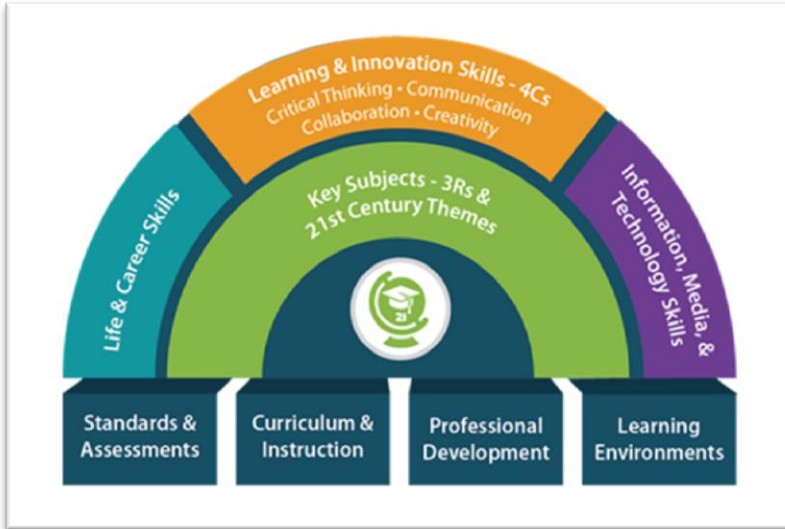 Learning & Innovation Skills - 4Cs
Critical Thinking • Communication
Collaboration • Creativity
Life & Career Skills
Key Subjects - 3Rs &
21st Century Themes
Information, Media, &
Technology Skills
21
Standards &
Assessments
Curriculum &
Instruction
Professional
Development
Learning
Environments